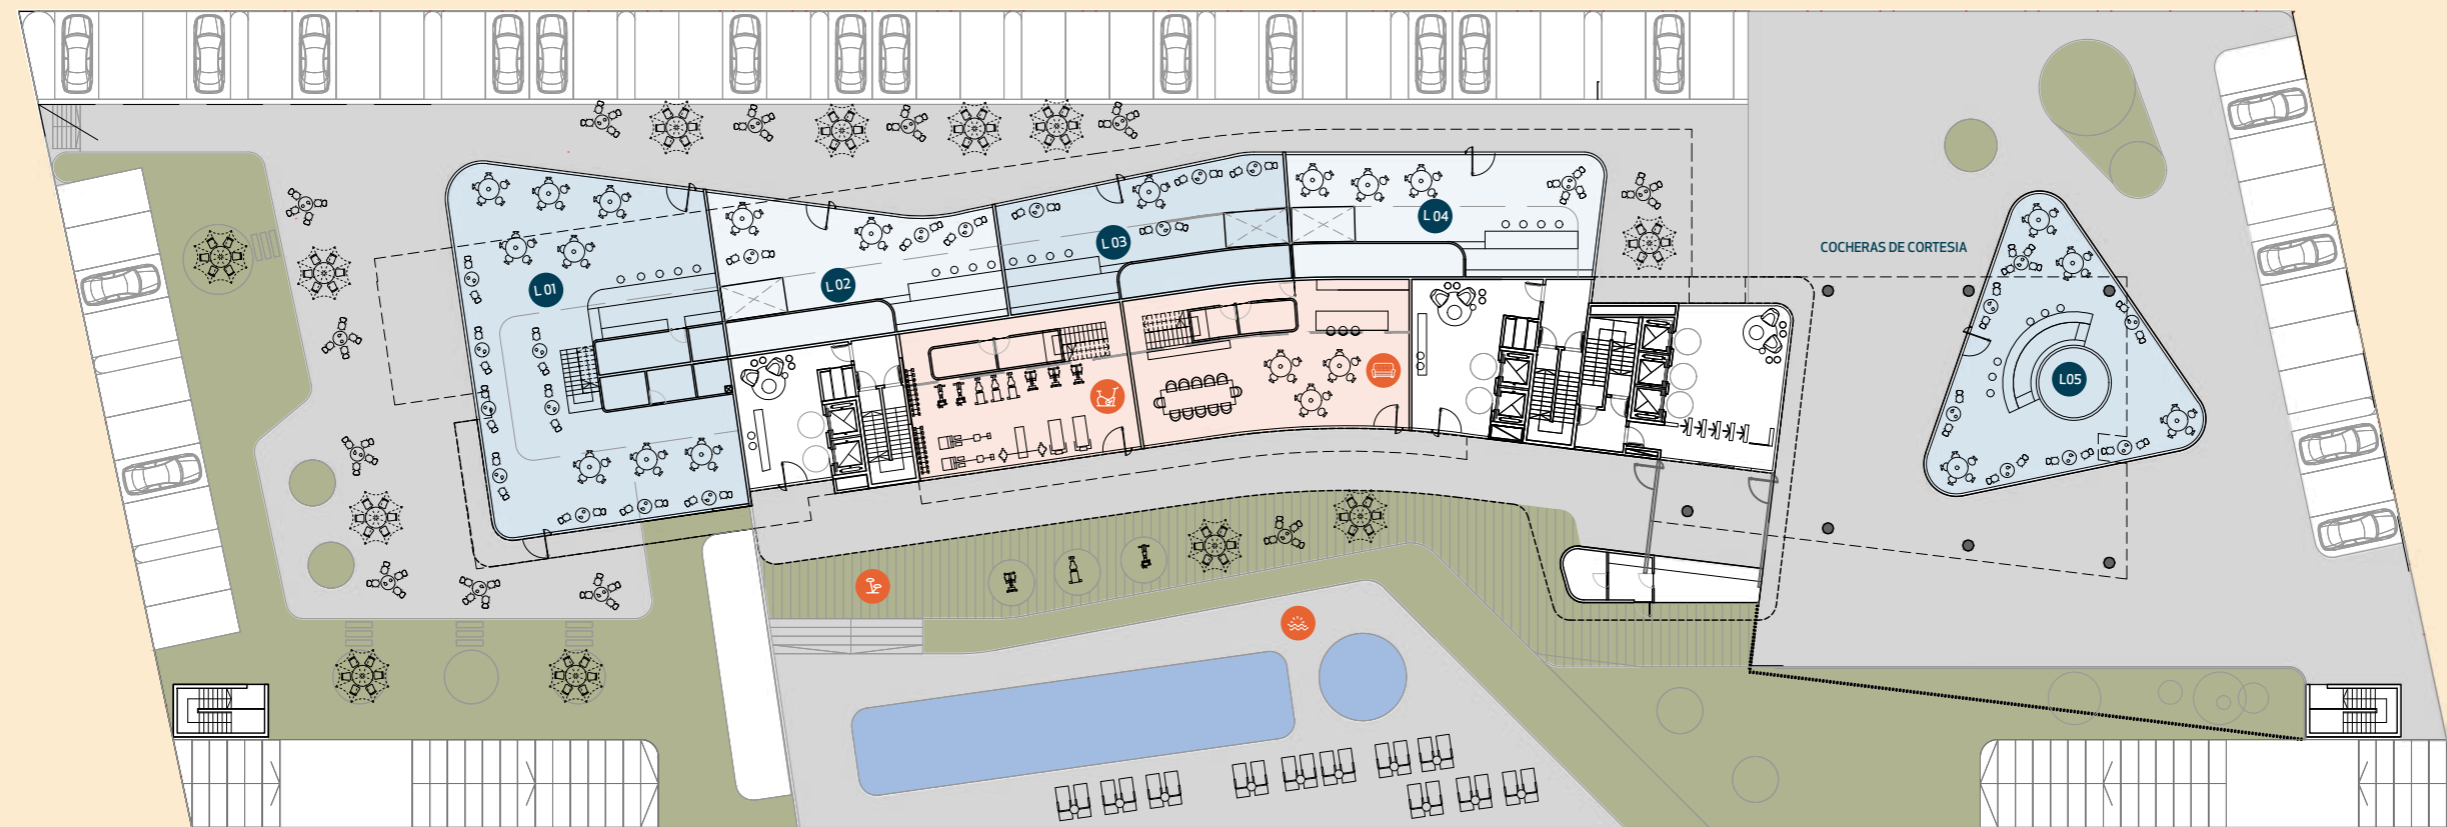 L 01
L 02
L 03
L 04
COCHERAS DE CORTESIA
L05